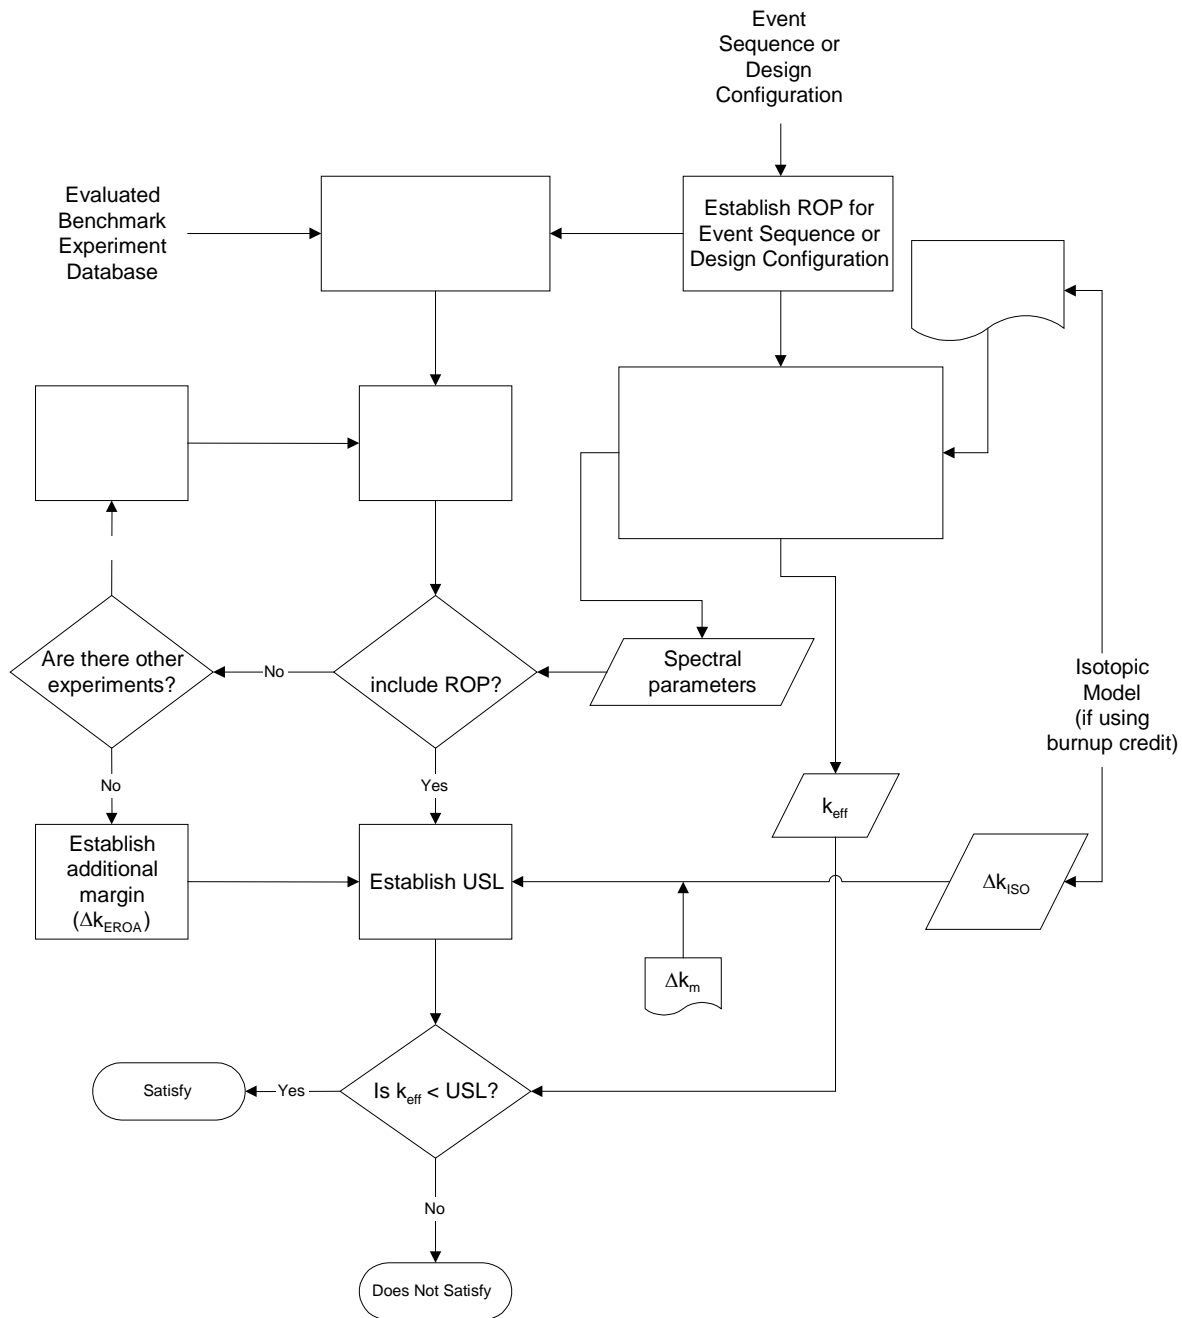 Event
Sequence or
Design
Configuration
Evaluated
Benchmark
Experiment
Database
Establish ROP for
Event Sequence or
Design Configuration
Are there other
experiments?
No
include ROP?
Spectral
parameters
Isotopic
Model
(if using
burnup credit)
No
Yes
k_eff
Establish
additional
margin
(Δk_EROA)
Establish USL
Δk_ISO
Δk_m
Satisfy
Yes
Is k_eff < USL?
No
Does Not Satisfy